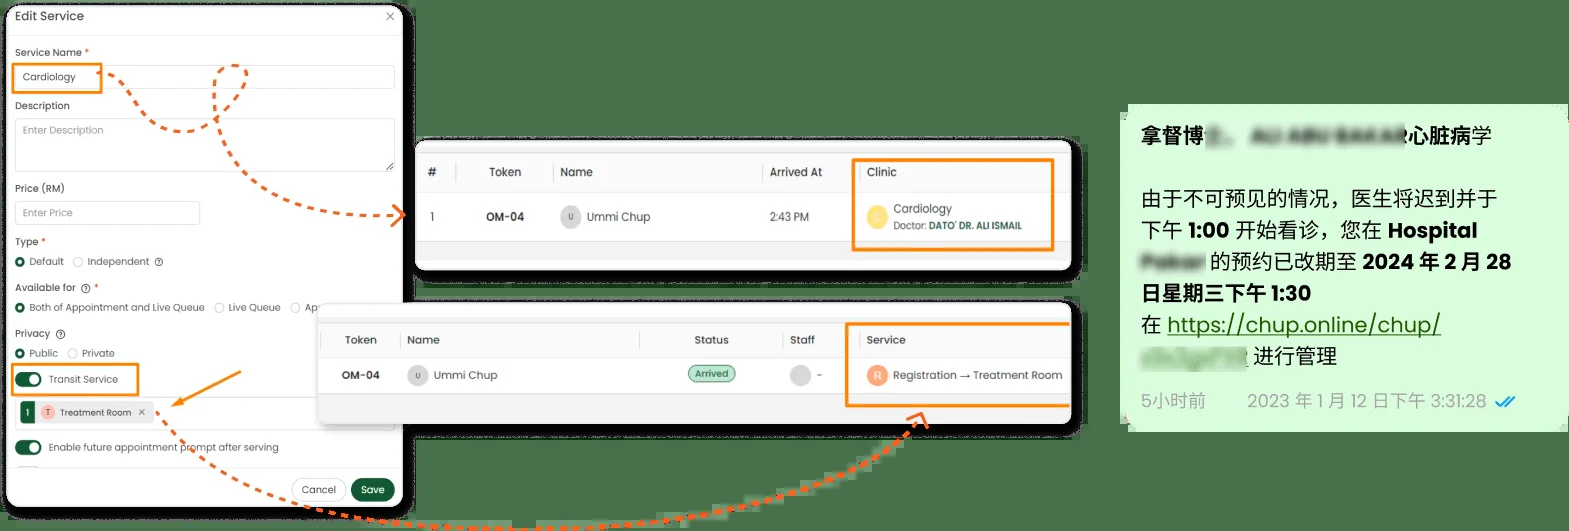 Edit Service
Service Name *
Cardiology
Description
Enter Description
Price (RM)
Enter Price
Type *
Default Independent
Available for *
Both of Appointment and Live Queue Live Queue
Privacy
Public Private
Transit Service
1 T Treatment Room ×
Enable future appointment prompt after serving
Cancel Save
# Token Name Arrived At Clinic
1 OM-04 U Ummi Chup 2:43 PM C Cardiology
Doctor: DATO' DR. ALI ISMAIL
Token Name Status Staff Service
OM-04 U Ummi Chup Arrived - R Registration → Treatment Room
拿督博 ALI ABU BAKAR心脏病学
由于不可预见的情况，医生将迟到并于
下午 1:00 开始看诊，您在 Hospital
的预约已改期至 2024 年 2 月 28
日星期三下午 1:30
在 https://chup.online/chup/
进行管理
5小时前 2023 年 1 月 12 日下午 3:31:28